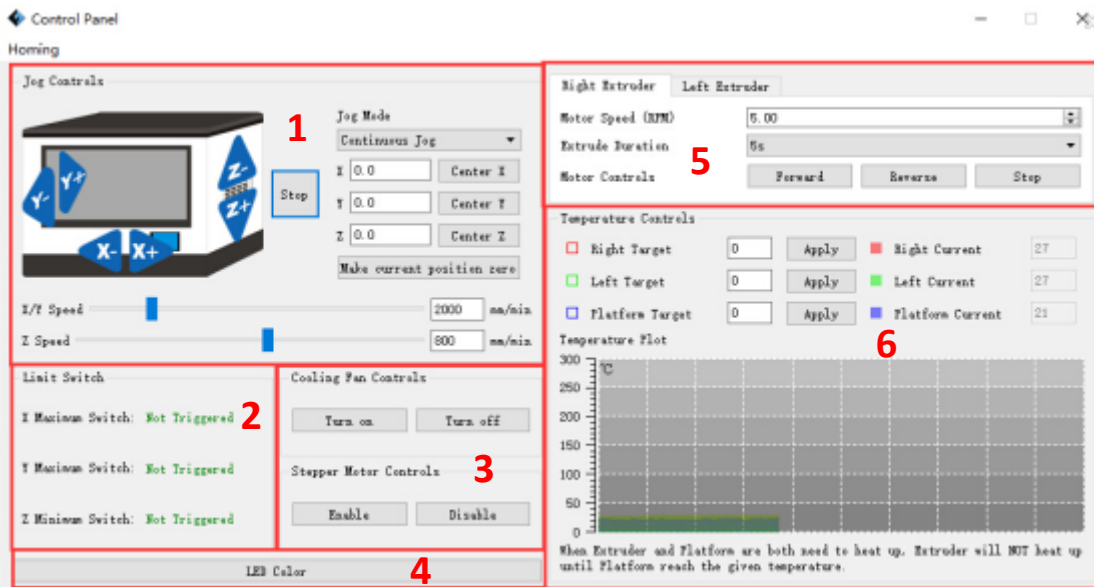 Control Panel
Homing
Jog Controls
1
Jog Mode
Continuous Jog
Y- Y+ Z- Z+ X- X+
Stop
X 0.0 Center X
Y 0.0 Center Y
Z 0.0 Center Z
Make current position zero
X/Y Speed 2000 mm/min
Z Speed 800 mm/min
Limit Switch
2
X Maximum Switch: Not Triggered
Y Maximum Switch: Not Triggered
Z Minimum Switch: Not Triggered
Cooling Fan Controls
Turn on Turn off
Stepper Motor Controls
3
Enable Disable
LED Color
4
Right Extruder Left Extruder
Motor Speed (RPM) 5.00
Extrude Duration 5s
5
Motor Controls Forward Reverse Stop
Temperature Controls
Right Target 0 Apply Right Current 27
Left Target 0 Apply Left Current 27
Platform Target 0 Apply Platform Current 21
6
Temperature Plot
°C
300
250
200
150
100
50
0
When Extruder and Platform are both need to heat up, Extruder will NOT heat up
until Platform reach the given temperature.